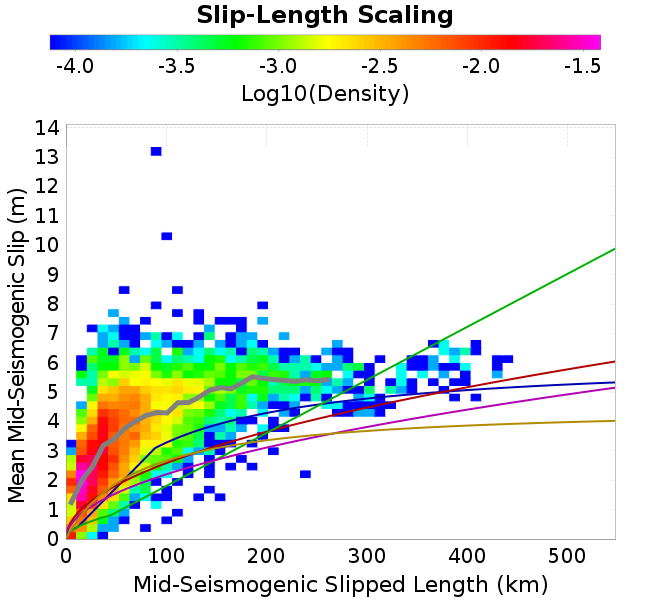 Slip-Length Scaling
-4.0 -3.5 -3.0 -2.5 -2.0 -1.5
Log10(Density)
14
13
12
11
10
9
8
7
6
5
4
3
2
1
0
Mean Mid-Seismogenic Slip (m)
0 100 200 300 400 500
Mid-Seismogenic Slipped Length (km)